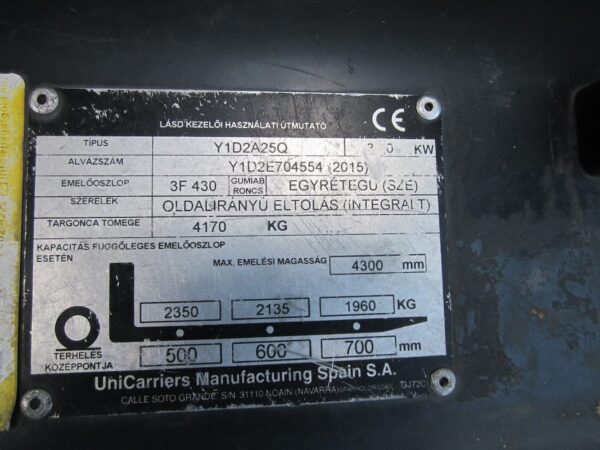 LÁSD KEZELŐI HASZNÁLATI ÚTMUTATÓ CE
TÍPUS Y1D2A25Q KW
ALVÁZSZÁM Y1D2E704554 (2015)
EMELŐOSZLOP 3F 430 GUMIAB RONCS EGYRÉTEGŰ (SZE)
SZERELÉK OLDALIRÁNYÚ ELTOLÁS (INTEGRÁLT)
TARGONCA TÖMEGE 4170 KG
KAPACITÁS FÜGGŐLEGES EMELŐOSZLOP
ESETÉN
MAX. EMELÉSI MAGASSÁG 4300 mm
2350 2135 1960 KG
500 600 700 mm
TERHELÉS
KÖZÉPPONTJA
UniCarriers Manufacturing Spain S.A.
CALLE SOTO GRANDE, S/N, 31110 NOAIN (NAVARRA)